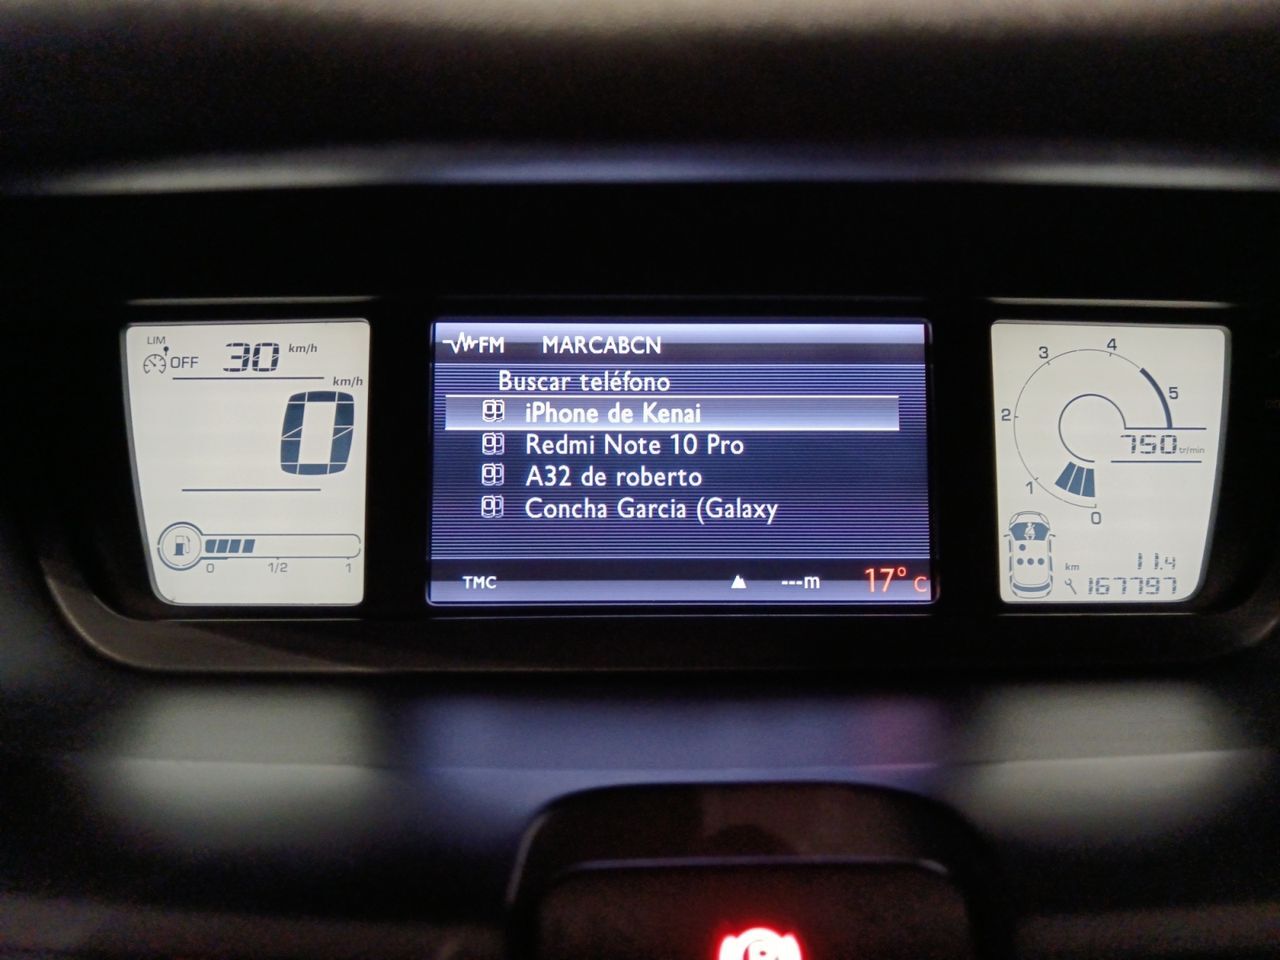 LIM
OFF 30 km/h
km/h
0
0 1/2 1
FM MARCABCN
Buscar teléfono
iPhone de Kenai
Redmi Note 10 Pro
A32 de roberto
Concha Garcia (Galaxy
TMC ---m 17° C
0 1 2 3 4 5
750 tr/min
km 11.4
167797